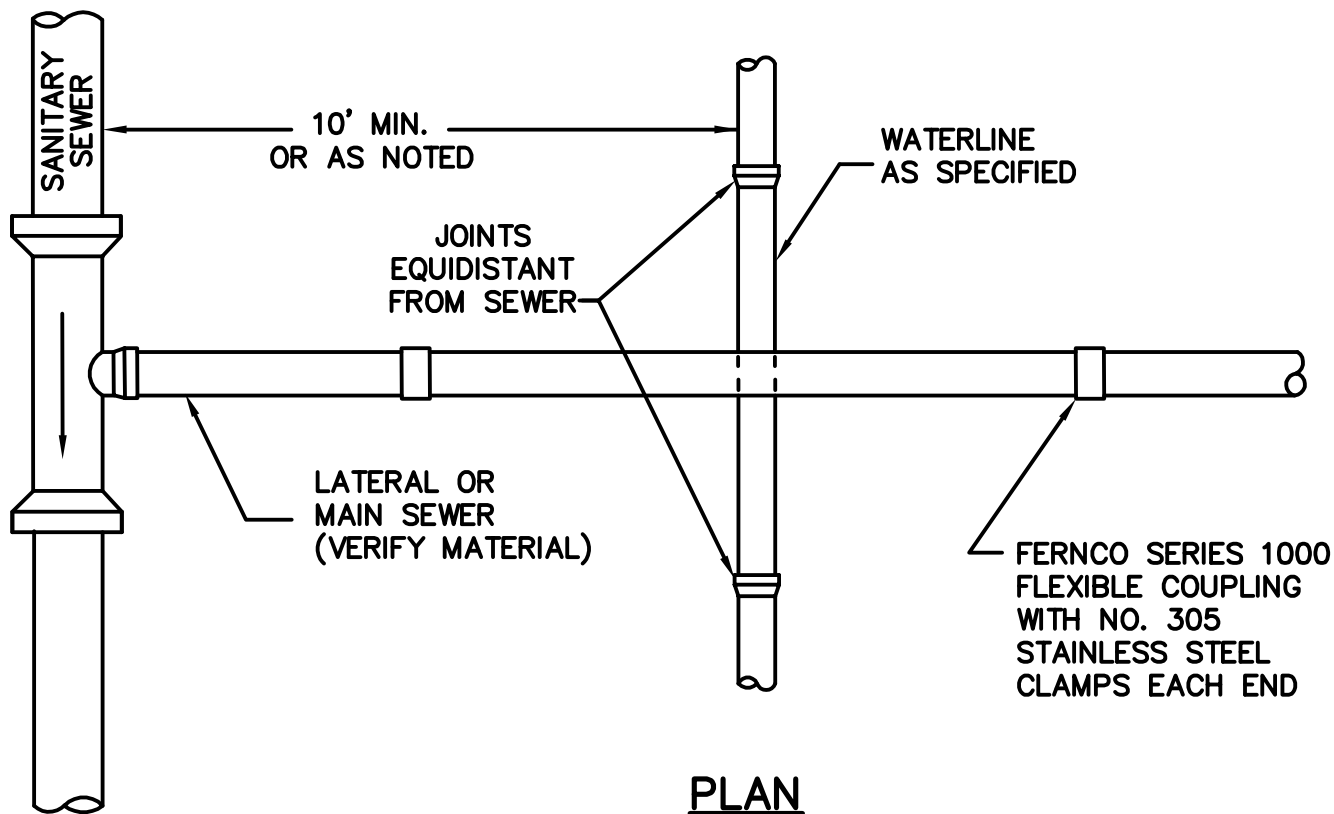 SANITARY
SEWER
10' MIN.
OR AS NOTED
WATERLINE
AS SPECIFIED
JOINTS
EQUIDISTANT
FROM SEWER
LATERAL OR
MAIN SEWER
(VERIFY MATERIAL)
FERNCO SERIES 1000
FLEXIBLE COUPLING
WITH NO. 305
STAINLESS STEEL
CLAMPS EACH END
PLAN